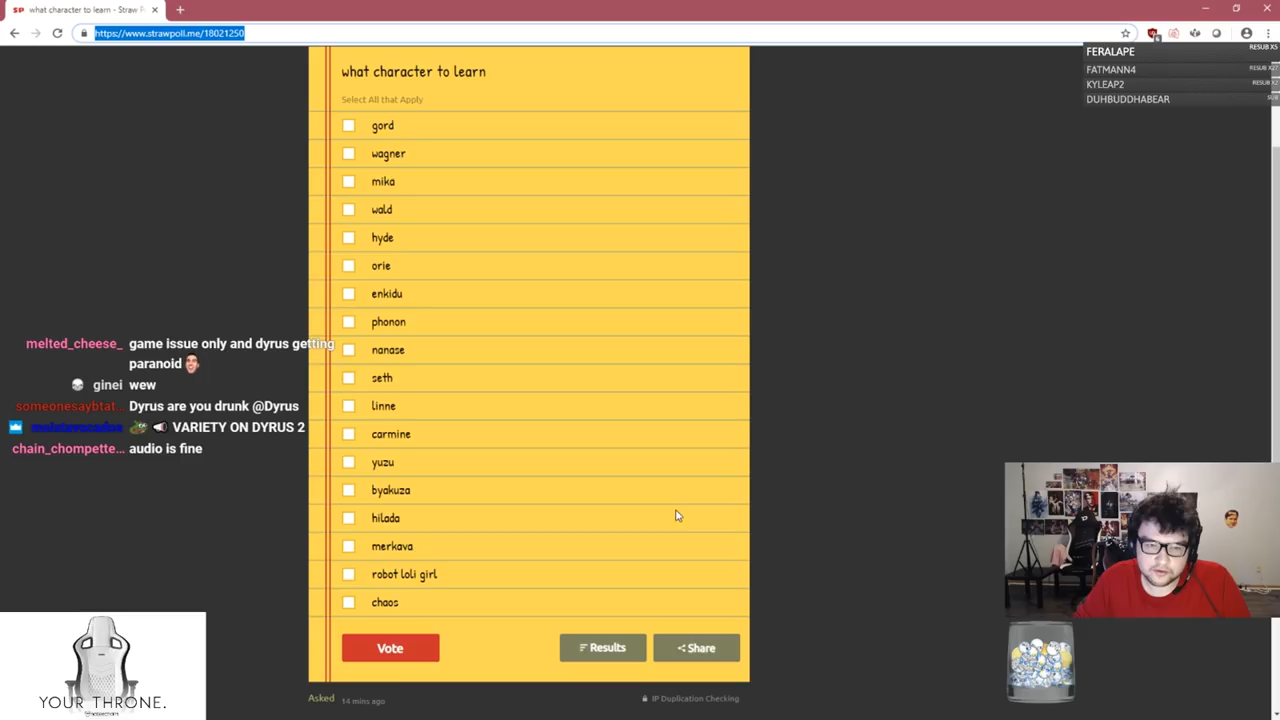 what character to learn - Straw P
https://www.strawpoll.me/18021250
what character to learn
Select All that Apply
gord
wagner
mika
wald
hyde
orie
enkidu
phonon
nanase
seth
linne
carmine
yuzu
byakuza
hilada
merkava
robot loli girl
chaos
Vote
Results
Share
Asked 14 mins ago
IP Duplication Checking
FERALAPE RESUB X5
FATMANN4
KYLEAP2
DUHBUDDHABEAR SUB
melted_cheese_ game issue only and dyrus getting
paranoid
ginei wew
someonesaybtat... Dyrus are you drunk @Dyrus
VARIETY ON DYRUS 2
chain_chompette... audio is fine
YOUR THRONE.